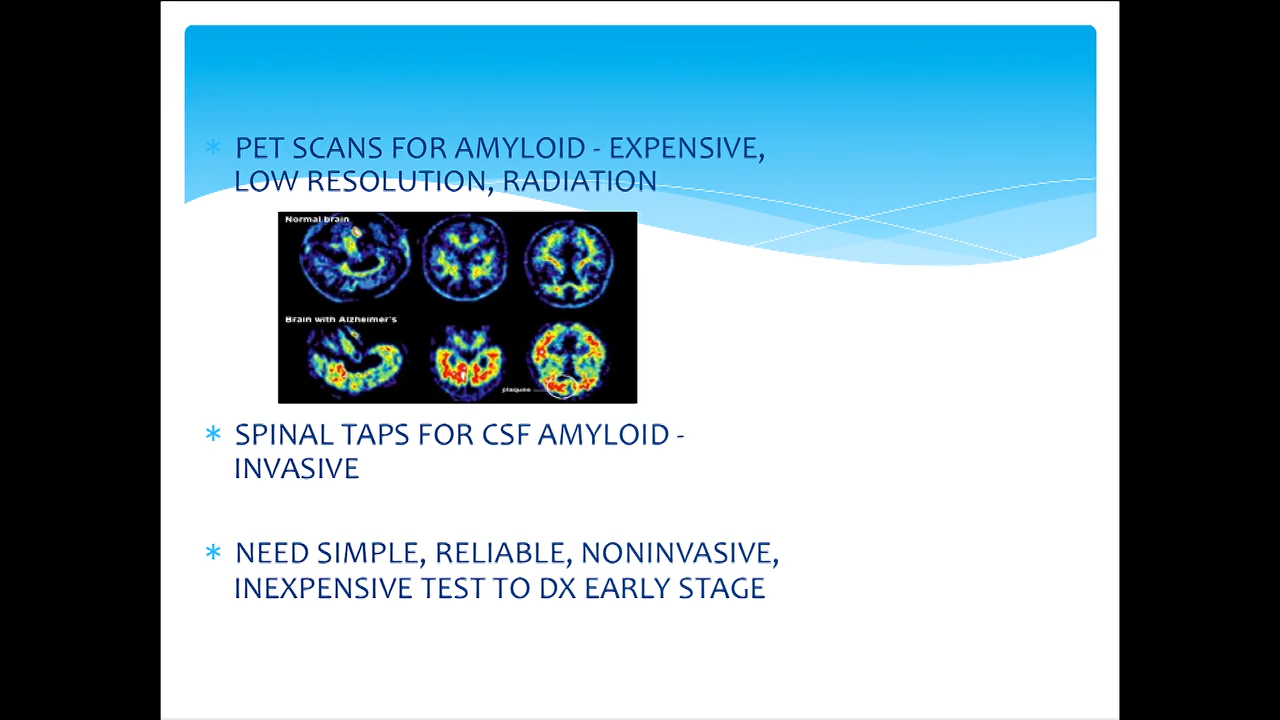 * PET SCANS FOR AMYLOID - EXPENSIVE,
LOW RESOLUTION, RADIATION
Normal brain
Brain with Alzheimer's
plaques
* SPINAL TAPS FOR CSF AMYLOID -
INVASIVE
* NEED SIMPLE, RELIABLE, NONINVASIVE,
INEXPENSIVE TEST TO DX EARLY STAGE